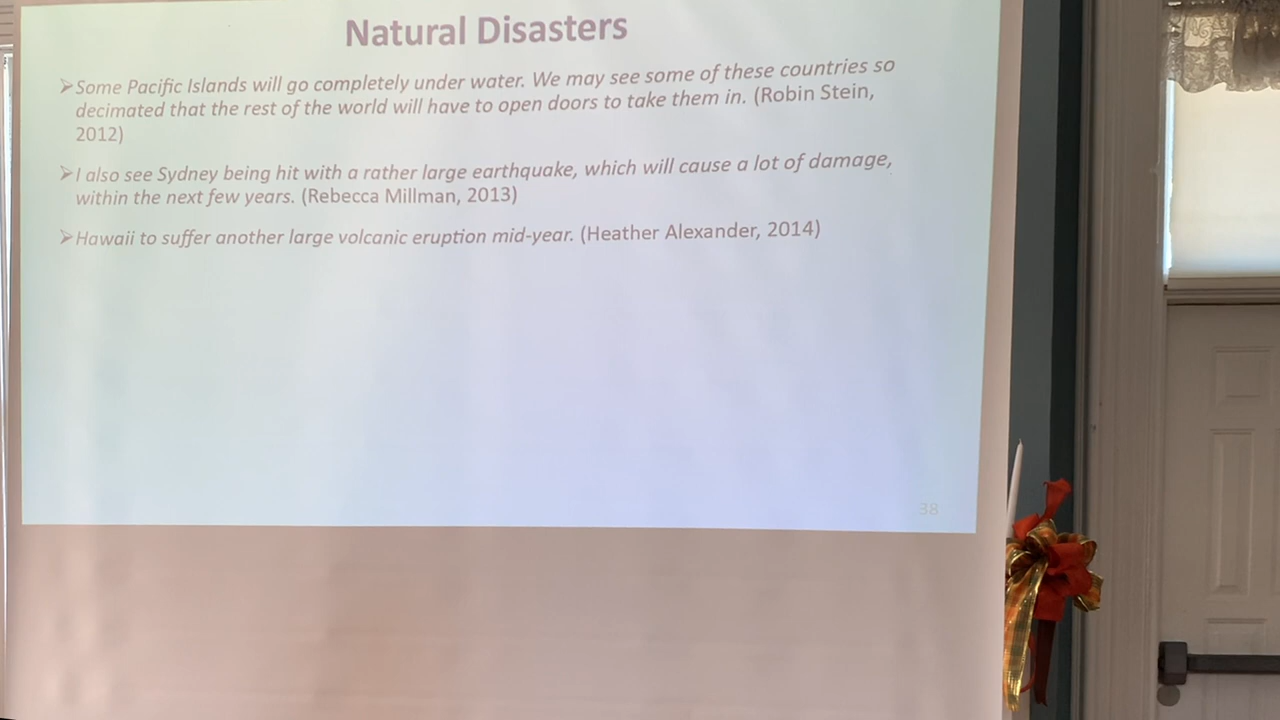 Natural Disasters
➢Some Pacific Islands will go completely under water. We may see some of these countries so
decimated that the rest of the world will have to open doors to take them in. (Robin Stein,
2012)
➢I also see Sydney being hit with a rather large earthquake, which will cause a lot of damage,
within the next few years. (Rebecca Millman, 2013)
➢Hawaii to suffer another large volcanic eruption mid-year. (Heather Alexander, 2014)
38